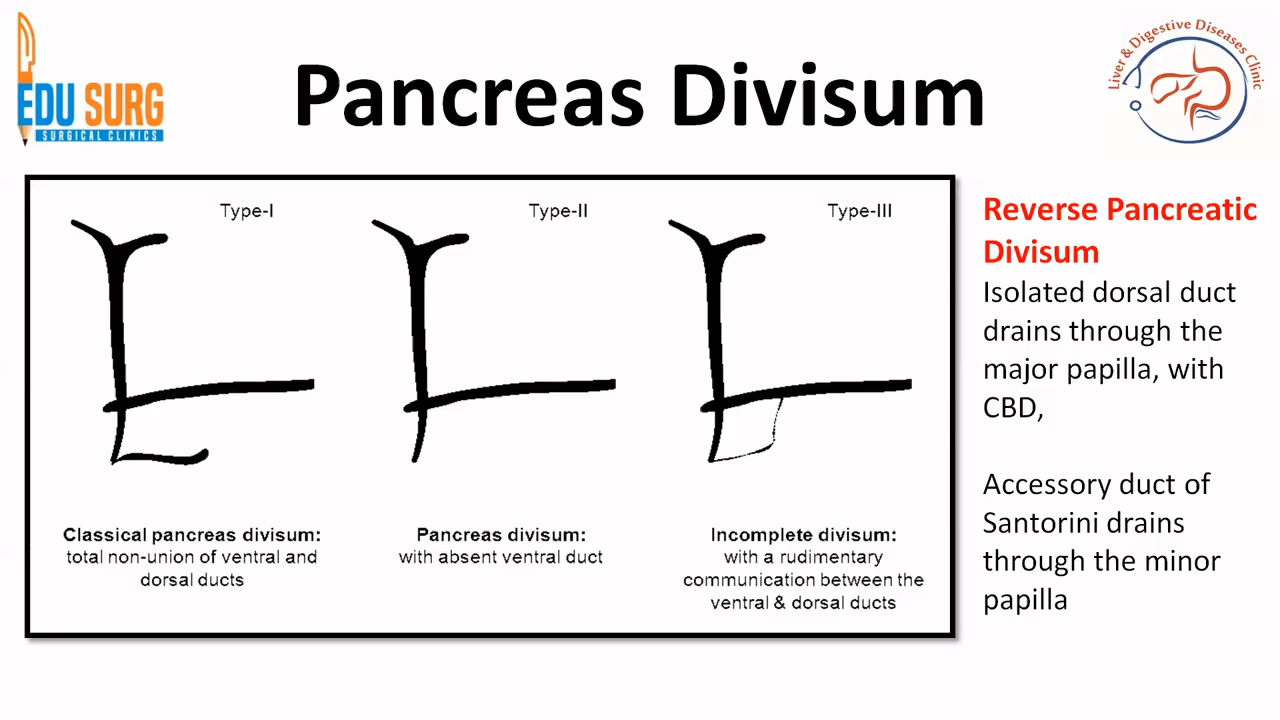 EDU SURG
SURGICAL CLINICS
Pancreas Divisum
Liver & Digestive Diseases Clinic
Type-I
Type-II
Type-III
Classical pancreas divisum:
total non-union of ventral and
dorsal ducts
Pancreas divisum:
with absent ventral duct
Incomplete divisum:
with a rudimentary
communication between the
ventral & dorsal ducts
Reverse Pancreatic
Divisum
Isolated dorsal duct
drains through the
major papilla, with
CBD,
Accessory duct of
Santorini drains
through the minor
papilla